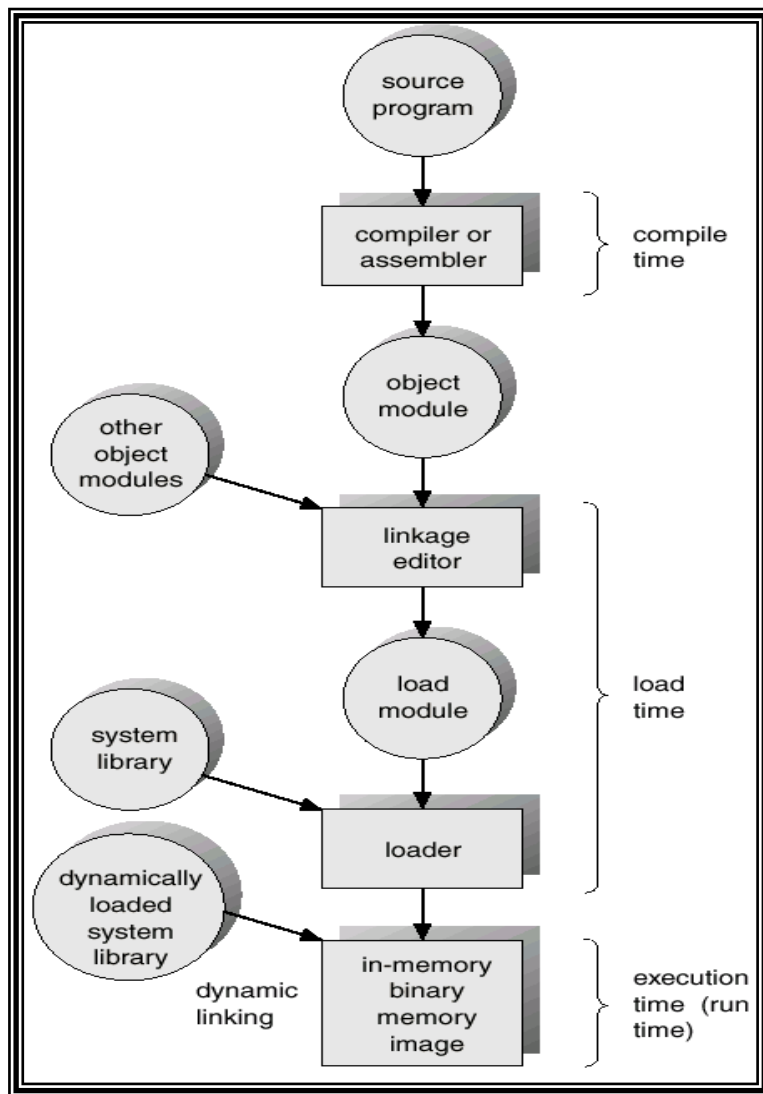 source
program
compiler or
assembler
compile
time
object
module
other
object
modules
linkage
editor
load
module
load
time
system
library
loader
dynamically
loaded
system
library
dynamic
linking
in-memory
binary
memory
image
execution
time (run
time)